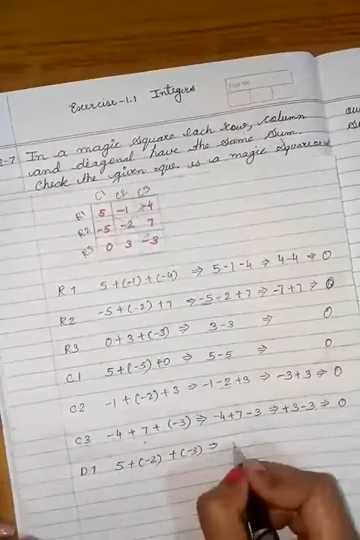 Exercise-1.1 Integers
Q-7 In a magic square each row, column
and diagonal have the same sum.
Check the given que. is a magic square or
C1 C2 C3
R1 5 -1 -4
R2 -5 -2 7
R3 0 3 -3
R1 5+(-1)+(-4) ⇒ 5-1-4 ⇒ 4-4 ⇒ 0
R2 -5+(-2)+7 ⇒ -5-2+7 ⇒ -7+7 ⇒ 0
R3 0+3+(-3) ⇒ 3-3 ⇒ 0
C1 5+(-5)+0 ⇒ 5-5 ⇒ 0
C2 -1+(-2)+3 ⇒ -1-2+3 ⇒ -3+3 ⇒ 0
C3 -4+7+(-3) ⇒ -4+7-3 ⇒ +3-3 ⇒ 0
D1 5+(-2)+(-3) ⇒